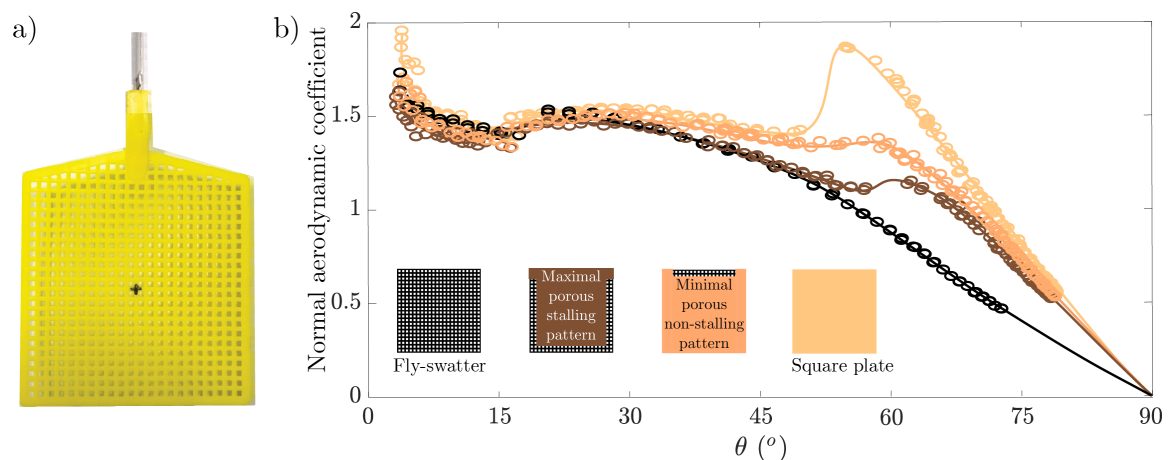 a)
b)
Normal aerodynamic coefficient
2
1.5
1
0.5
0
Maximal
porous
stalling
pattern
Minimal
porous
non-stalling
pattern
Fly-swatter
Square plate
0 15 30 45 60 75 90
θ (°)